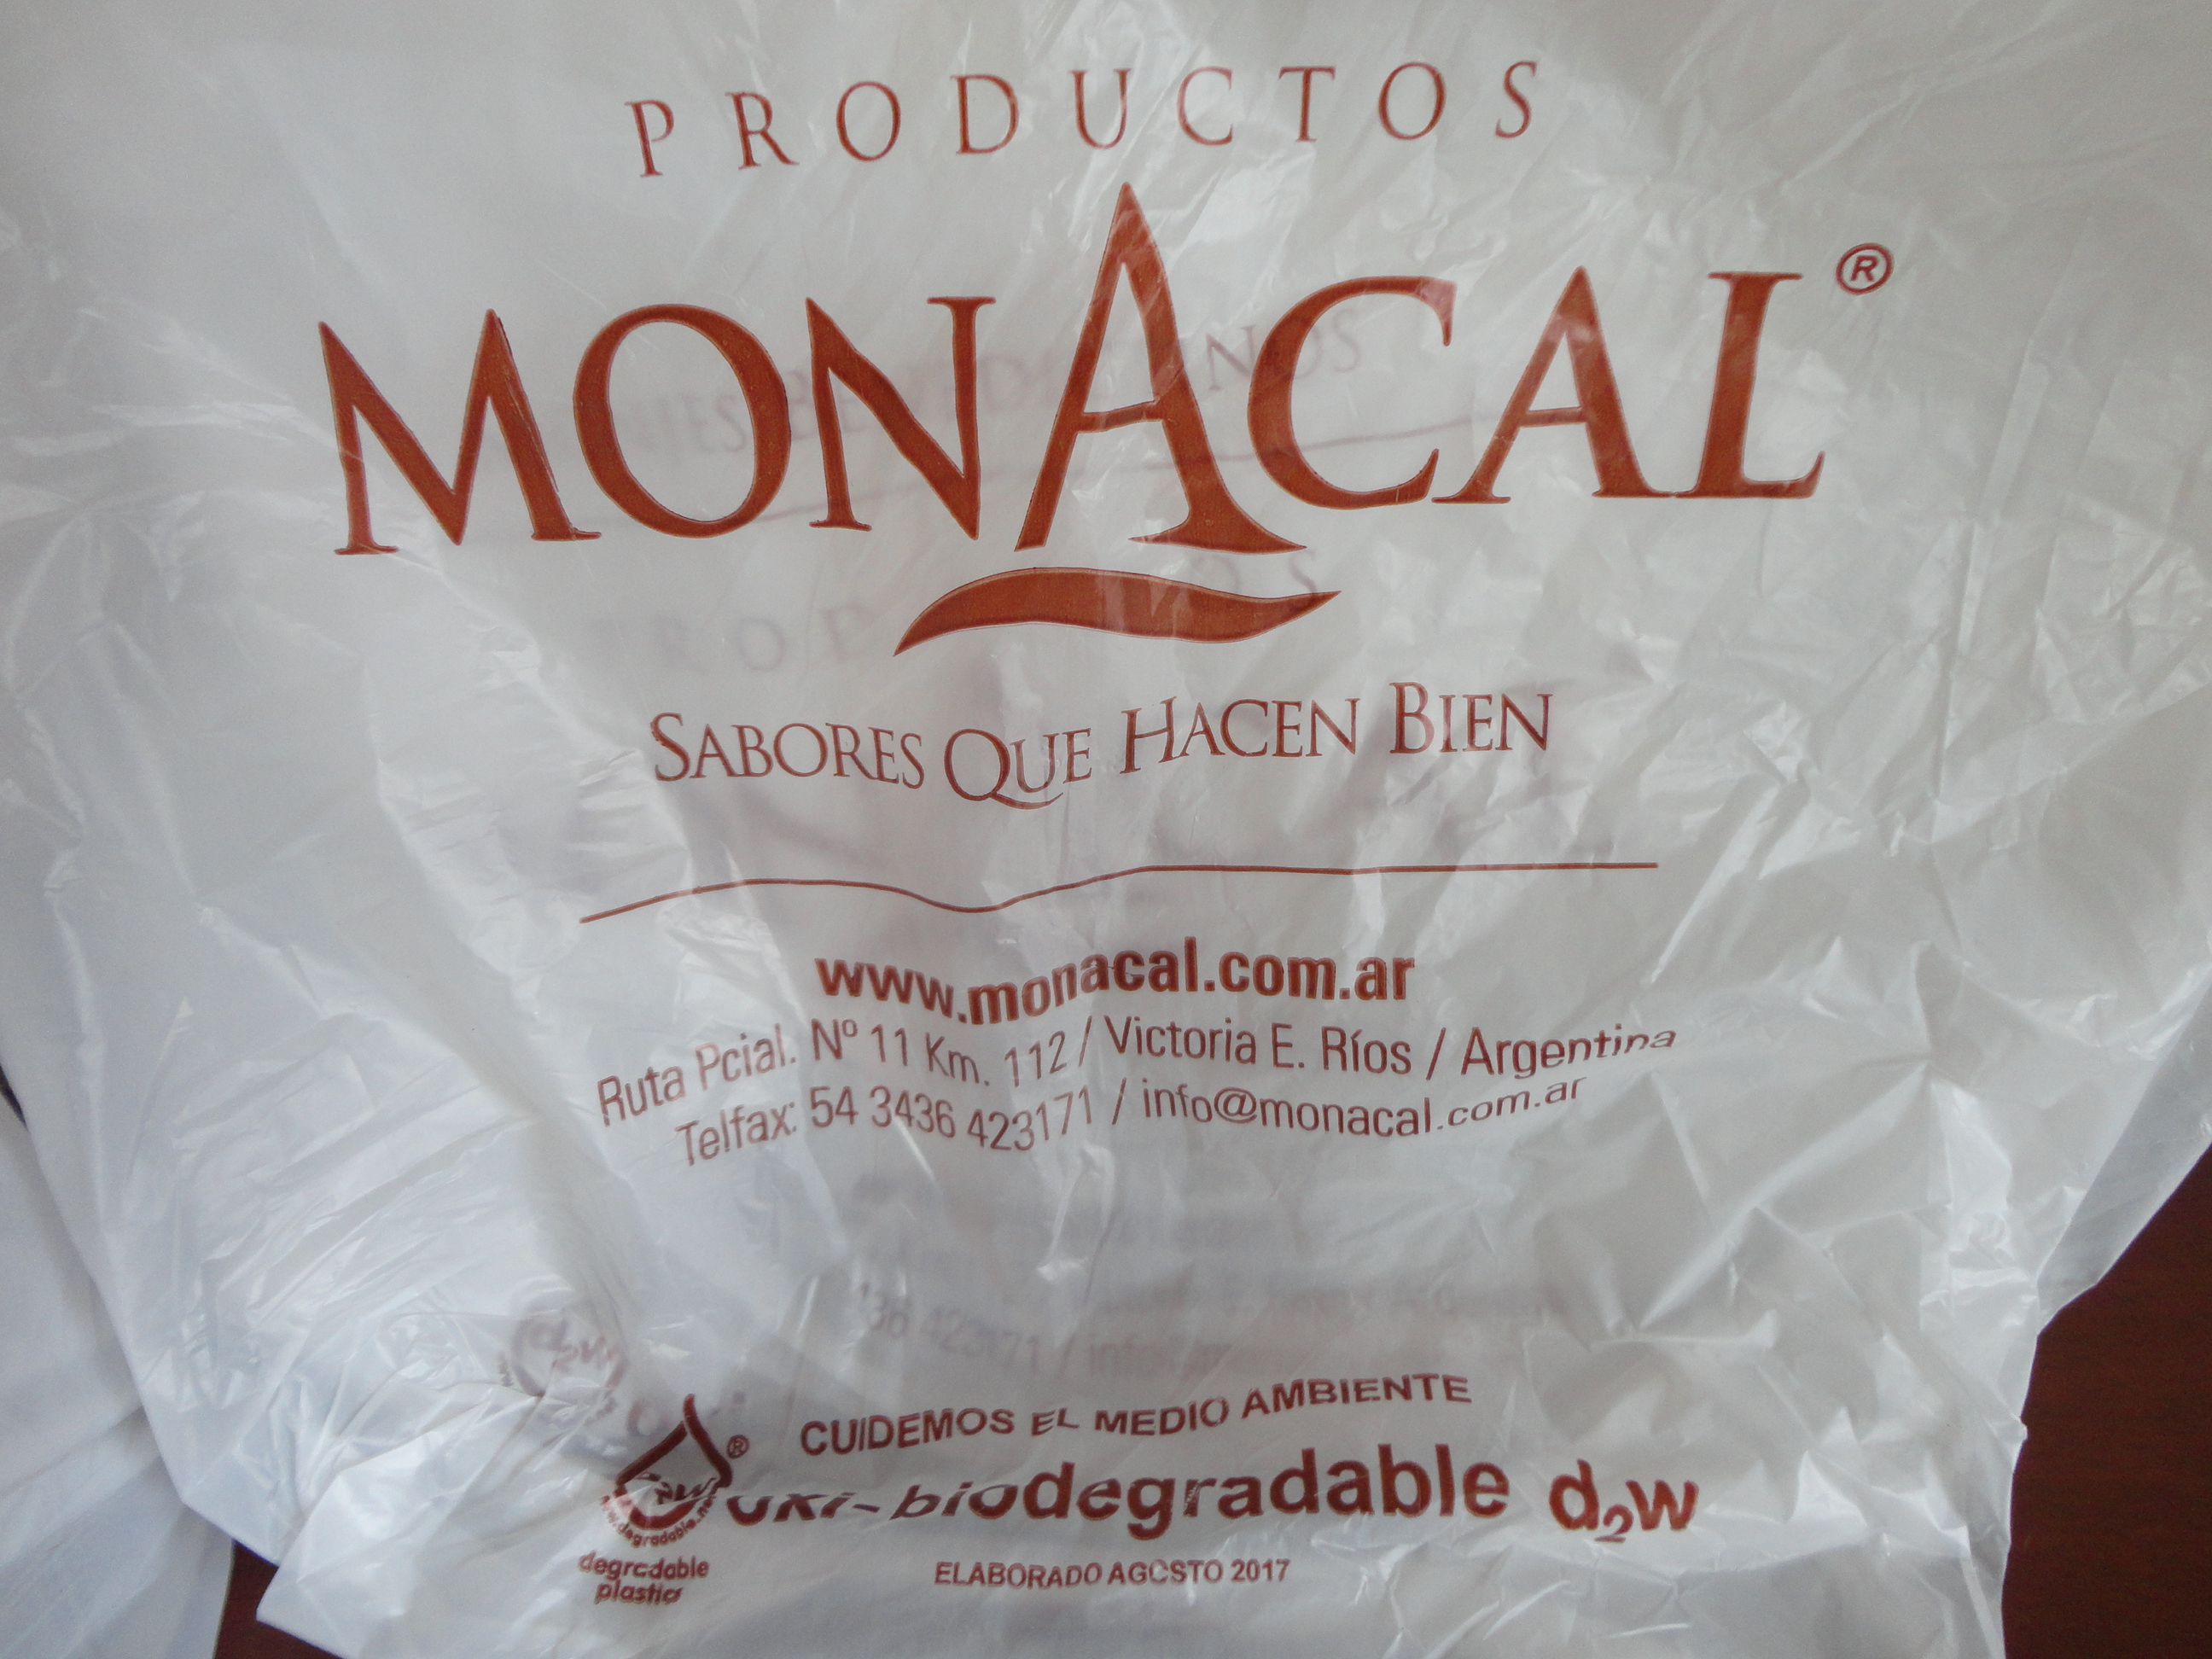 PRODUCTOS
MONACAL®
SABORES QUE HACEN BIEN
www.monacal.com.ar
Ruta Pcial. Nº 11 Km. 112 / Victoria E. Ríos / Argentina
Telfax: 54 3436 423171 / info@monacal.com.ar
CUIDEMOS EL MEDIO AMBIENTE
®
oxi-biodegradable d2w
degradable
plastic
ELABORADO AGOSTO 2017